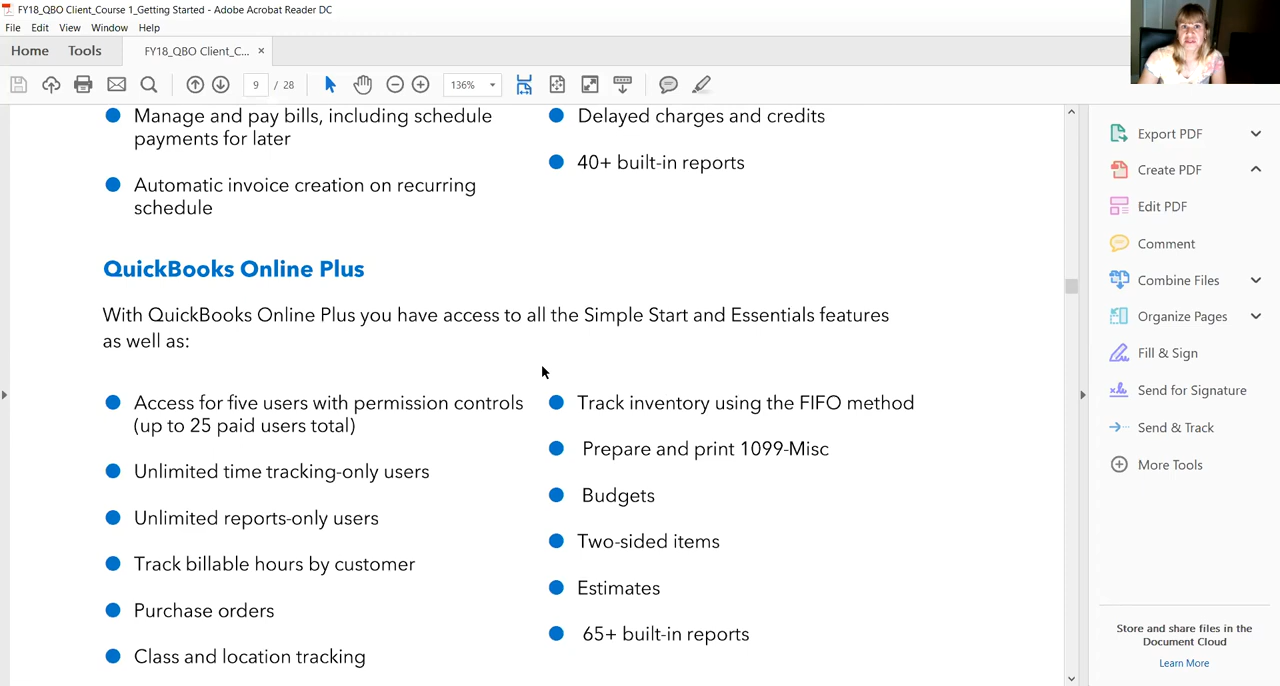 FY18_QBO Client_Course 1_Getting Started - Adobe Acrobat Reader DC
File Edit View Window Help
Home Tools FY18_QBO Client_C... ×
9 / 28 136%
Manage and pay bills, including schedule
payments for later
Automatic invoice creation on recurring
schedule
Delayed charges and credits
40+ built-in reports
QuickBooks Online Plus
With QuickBooks Online Plus you have access to all the Simple Start and Essentials features
as well as:
Access for five users with permission controls
(up to 25 paid users total)
Unlimited time tracking-only users
Unlimited reports-only users
Track billable hours by customer
Purchase orders
Class and location tracking
Track inventory using the FIFO method
Prepare and print 1099-Misc
Budgets
Two-sided items
Estimates
65+ built-in reports
Export PDF
Create PDF
Edit PDF
Comment
Combine Files
Organize Pages
Fill & Sign
Send for Signature
Send & Track
More Tools
Store and share files in the
Document Cloud
Learn More